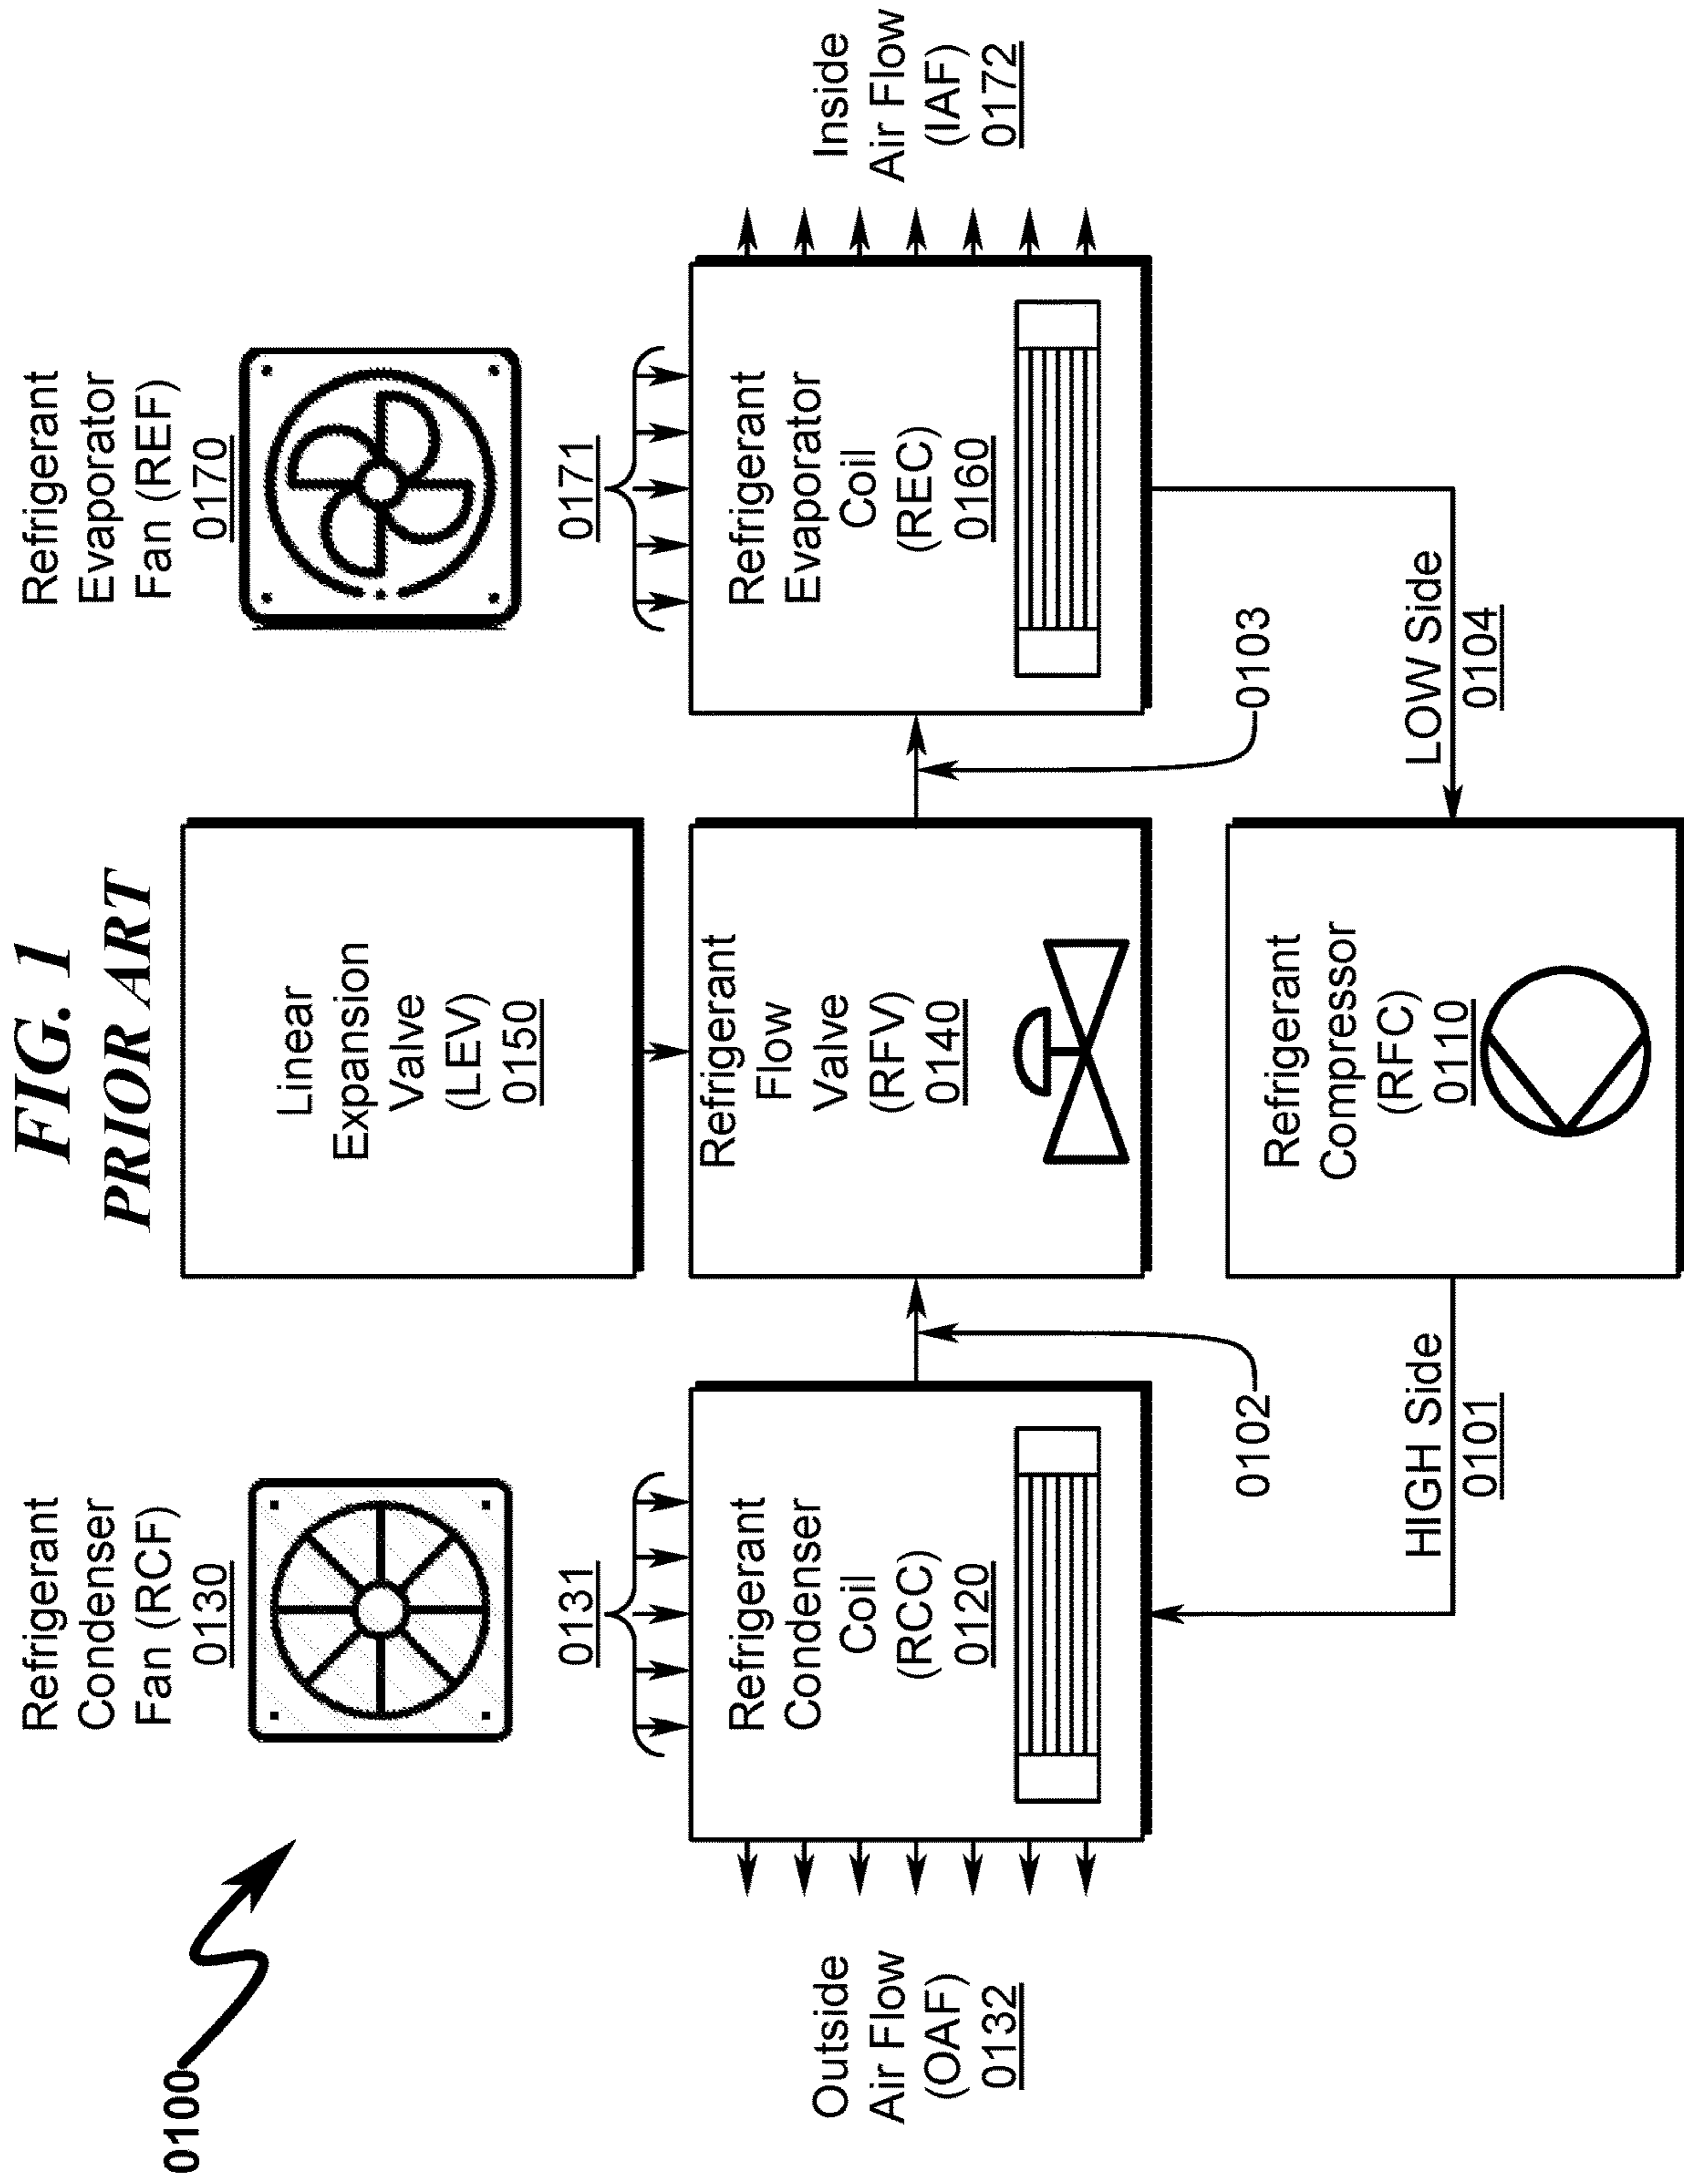 FIG. 1
PRIOR ART
0100
Refrigerant
Condenser
Fan (RCF)
0130
Linear
Expansion
Valve
(LEV)
0150
Refrigerant
Evaporator
Fan (REF)
0170
0131
0171
Outside
Air Flow
(OAF)
0132
Refrigerant
Condenser
Coil
(RCC)
0120
Refrigerant
Flow
Valve
(RFV)
0140
Refrigerant
Evaporator
Coil
(REC)
0160
Inside
Air Flow
(IAF)
0172
0102
0103
HIGH Side
0101
Refrigerant
Compressor
(RFC)
0110
LOW Side
0104